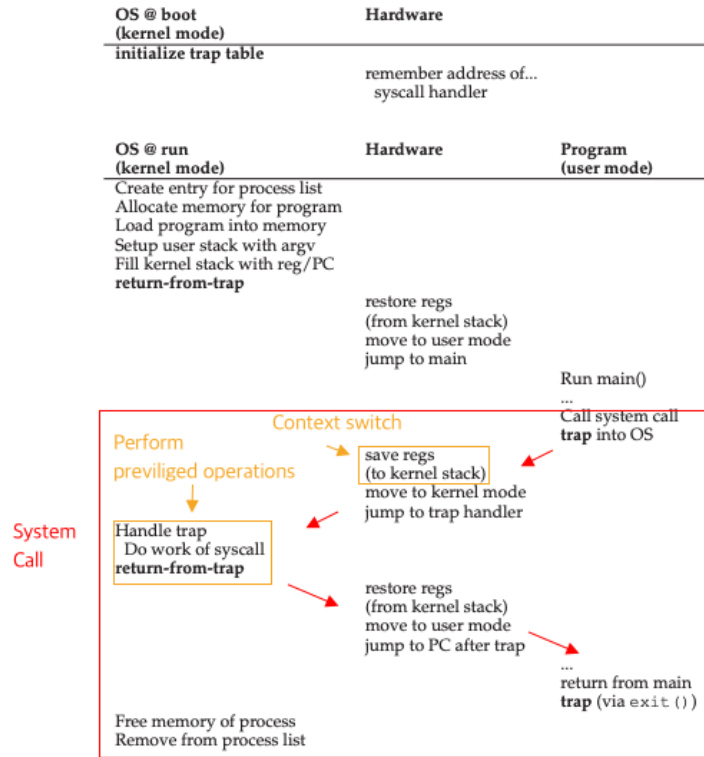 OS @ boot Hardware
(kernel mode)
initialize trap table
remember address of...
syscall handler
OS @ run Hardware Program
(kernel mode) (user mode)
Create entry for process list
Allocate memory for program
Load program into memory
Setup user stack with argv
Fill kernel stack with reg/PC
return-from-trap
restore regs
(from kernel stack)
move to user mode
jump to main
Run main()
...
Context switch Call system call
Perform trap into OS
previliged operations save regs
(to kernel stack)
move to kernel mode
jump to trap handler
System Handle trap
Call Do work of syscall
return-from-trap
restore regs
(from kernel stack)
move to user mode
jump to PC after trap
...
return from main
trap (via exit())
Free memory of process
Remove from process list